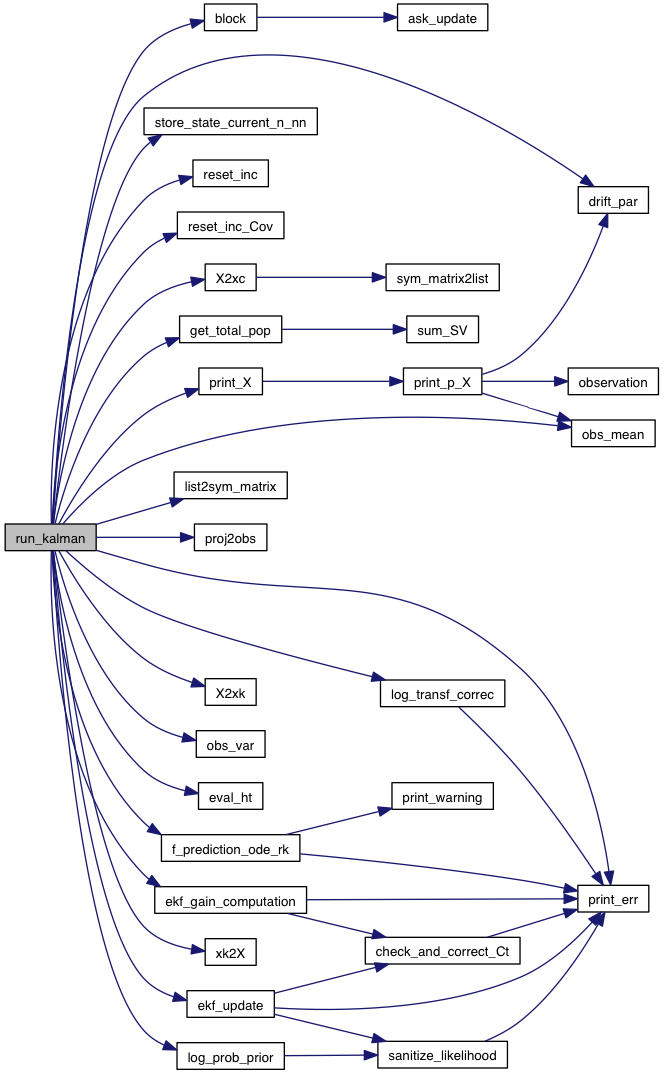 block
ask_update
store_state_current_n_nn
reset_inc
drift_par
reset_inc_Cov
X2xc
sym_matrix2list
get_total_pop
sum_SV
print_X
print_p_X
observation
obs_mean
list2sym_matrix
run_kalman
proj2obs
X2xk
log_transf_correc
obs_var
eval_ht
print_warning
f_prediction_ode_rk
ekf_gain_computation
print_err
xk2X
check_and_correct_Ct
ekf_update
log_prob_prior
sanitize_likelihood